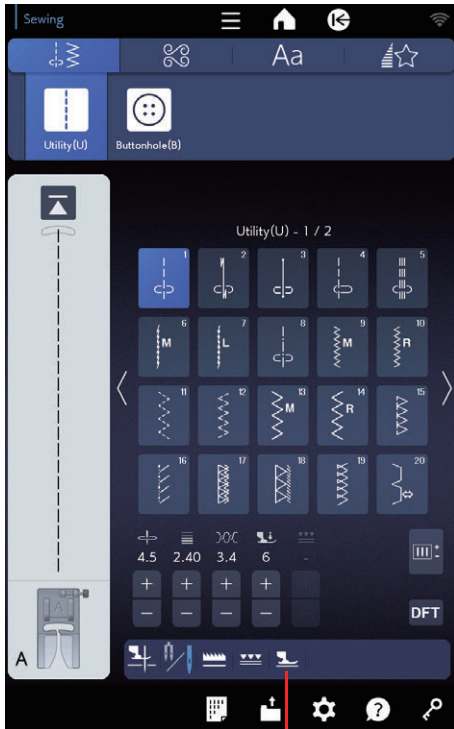 Sewing
Aa
Utility(U) Buttonhole(B)
Utility(U) - 1 / 2
1 2 3 4 5
6 M 7 L 8 9 M 10 R
11 12 13 M 14 R 15
16 17 18 19 20
4.5 2.40 3.4 6 -
+ + + +
- - - -
DFT
A
A
?